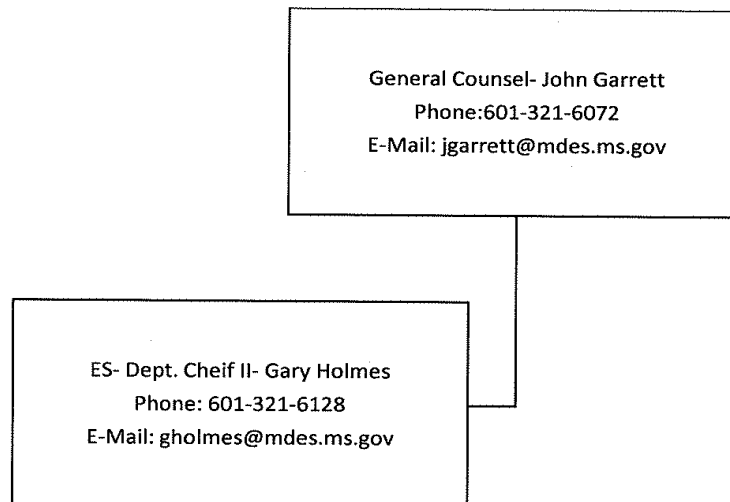 General Counsel- John Garrett
Phone:601-321-6072
E-Mail: jgarrett@mdes.ms.gov
ES- Dept. Cheif II- Gary Holmes
Phone: 601-321-6128
E-Mail: gholmes@mdes.ms.gov